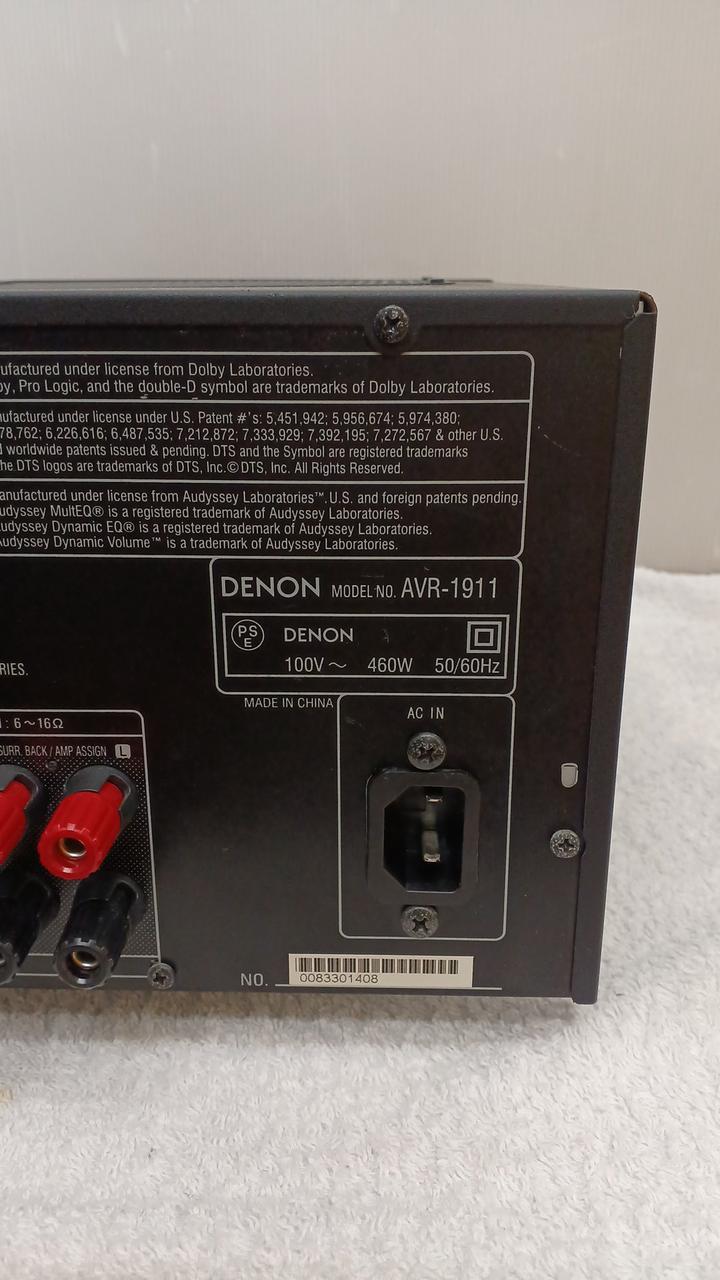 ufactured under license from Dolby Laboratories.
by, Pro Logic, and the double-D symbol are trademarks of Dolby Laboratories.
ufactured under license under U.S. Patent #'s: 5,451,942; 5,956,674; 5,974,380;
78,762; 6,226,616; 6,487,535; 7,212,872; 7,333,929; 7,392,195; 7,272,567 & other U.S.
d worldwide patents issued & pending. DTS and the Symbol are registered trademarks
he DTS logos are trademarks of DTS, Inc.©DTS, Inc. All Rights Reserved.
anufactured under license from Audyssey Laboratories™. U.S. and foreign patents pending.
udyssey MultEQ® is a registered trademark of Audyssey Laboratories.
udyssey Dynamic EQ® is a registered trademark of Audyssey Laboratories.
Audyssey Dynamic Volume™ is a trademark of Audyssey Laboratories.
DENON MODEL NO. AVR-1911
PSE DENON
100V～ 460W 50/60Hz
RIES.
MADE IN CHINA
AC IN
: 6～16Ω
SURR. BACK / AMP ASSIGN L
NO. 0083301408